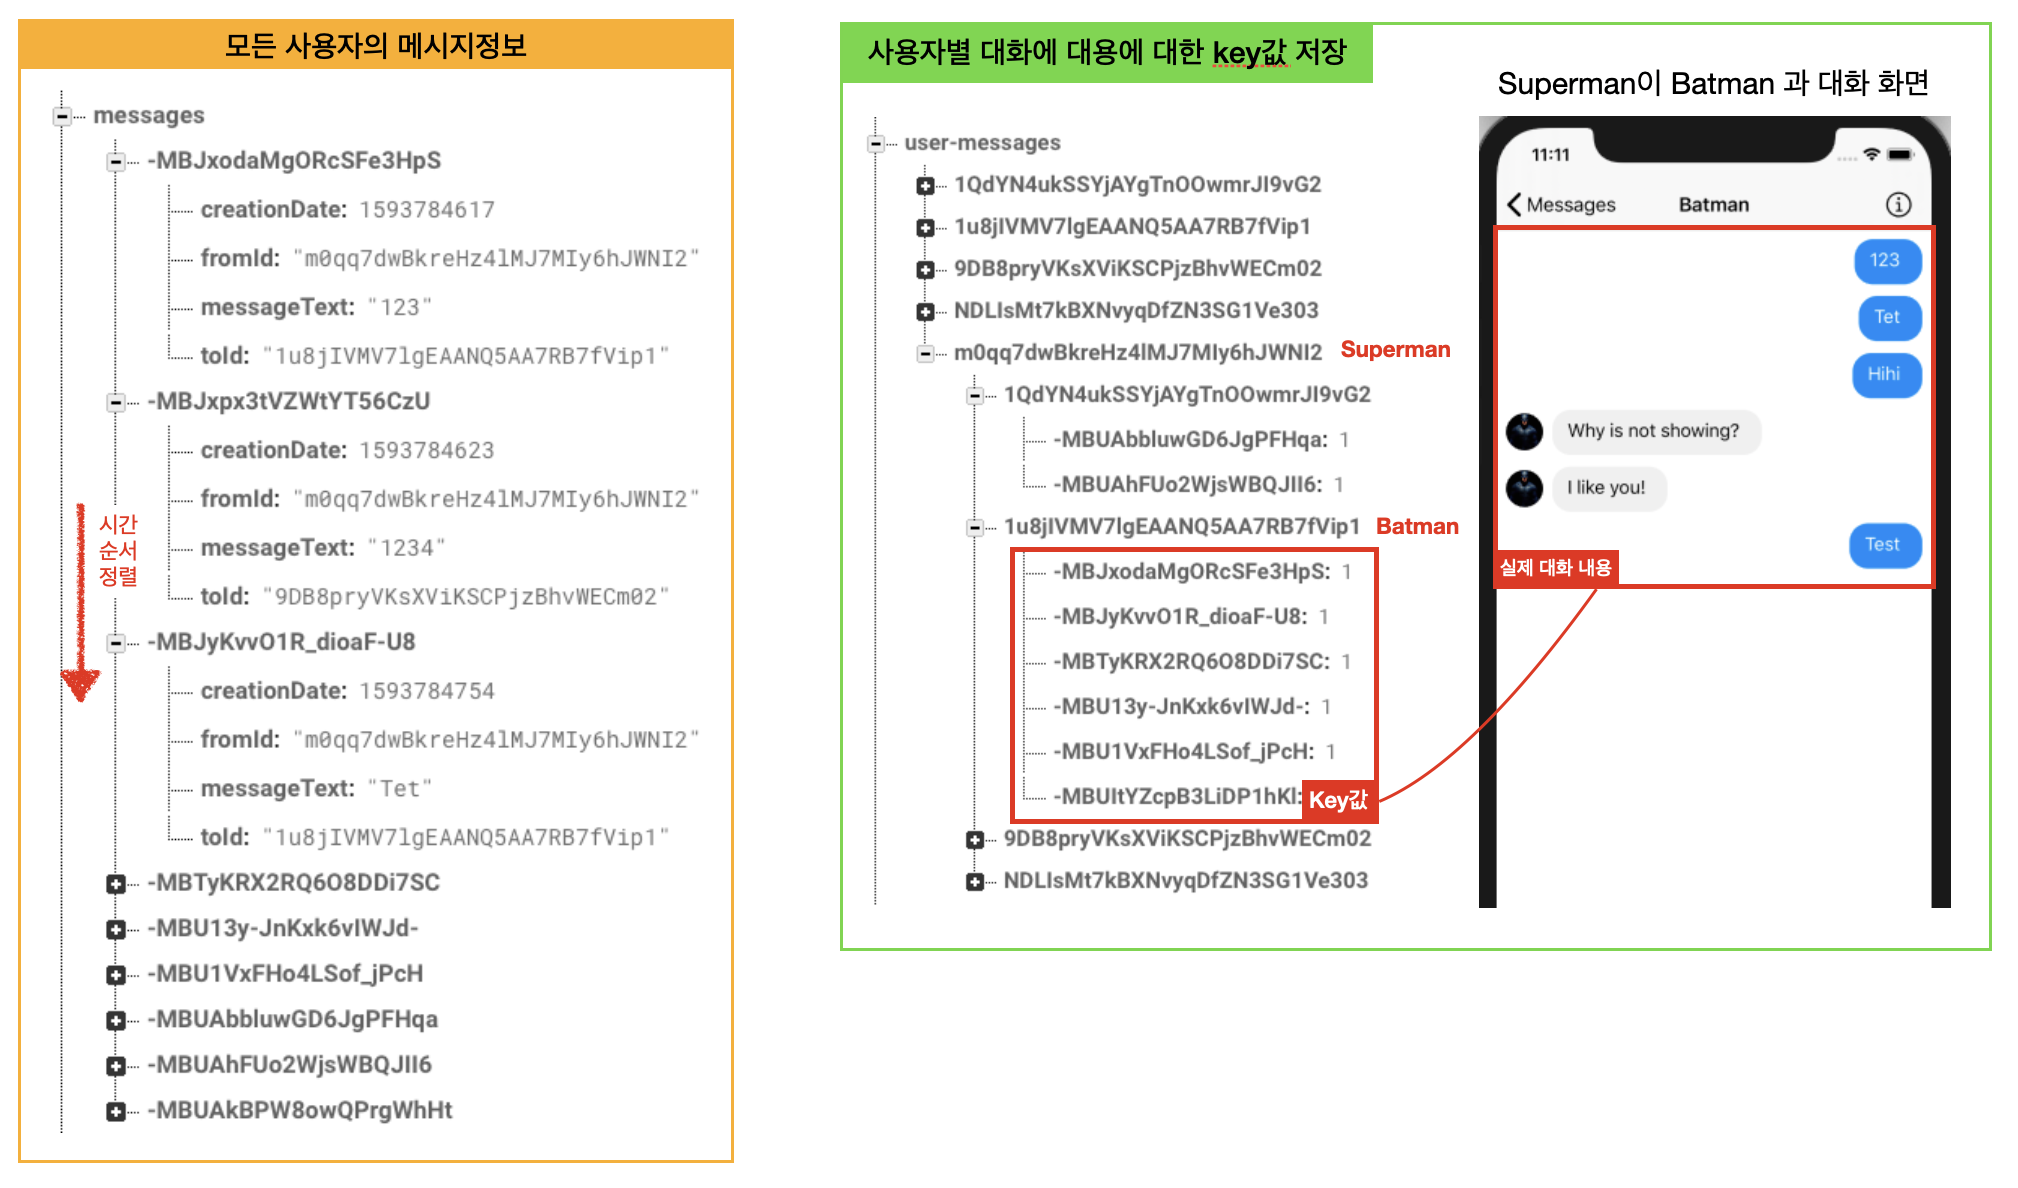 모든 사용자의 메시지정보
messages
-MBJxodaMgORcSFe3HpS
creationDate: 1593784617
fromId: "m0qq7dwBkreHz4lMJ7MIy6hJWNI2"
messageText: "123"
toId: "1u8jIVMV7lgEAANQ5AA7RB7fVip1"
-MBJxpx3tVZWtYT56CzU
creationDate: 1593784623
fromId: "m0qq7dwBkreHz4lMJ7MIy6hJWNI2"
messageText: "1234"
toId: "9DB8pryVKsXViKSCPjzBhvWECm02"
-MBJyKvvO1R_dioaF-U8
creationDate: 1593784754
fromId: "m0qq7dwBkreHz4lMJ7MIy6hJWNI2"
messageText: "Tet"
toId: "1u8jIVMV7lgEAANQ5AA7RB7fVip1"
-MBTyKRX2RQ6O8DDi7SC
-MBU13y-JnKxk6vIWJd-
-MBU1VxFHo4LSof_jPcH
-MBUAbbluwGD6JgPFHqa
-MBUAhFUo2WjsWBQJII6
-MBUAkBPW8owQPrgWhHt
시간
순서
정렬
사용자별 대화에 대용에 대한 key값 저장
user-messages
1QdYN4ukSSYjAYgTnOOwmrJI9vG2
1u8jIVMV7lgEAANQ5AA7RB7fVip1
9DB8pryVKsXViKSCPjzBhvWECm02
NDLIsMt7kBXNvyqDfZN3SG1Ve303
m0qq7dwBkreHz4lMJ7MIy6hJWNI2 Superman
1QdYN4ukSSYjAYgTnOOwmrJI9vG2
-MBUAbbluwGD6JgPFHqa: 1
-MBUAhFUo2WjsWBQJII6: 1
1u8jIVMV7lgEAANQ5AA7RB7fVip1 Batman
-MBJxodaMgORcSFe3HpS: 1
-MBJyKvvO1R_dioaF-U8: 1
-MBTyKRX2RQ6O8DDi7SC: 1
-MBU13y-JnKxk6vIWJd-: 1
-MBU1VxFHo4LSof_jPcH: 1
-MBUItYZcpB3LiDP1hKl: Key값
9DB8pryVKsXViKSCPjzBhvWECm02
NDLIsMt7kBXNvyqDfZN3SG1Ve303
Superman이 Batman 과 대화 화면
11:11
Messages Batman
123
Tet
Hihi
Why is not showing?
I like you!
Test
실제 대화 내용